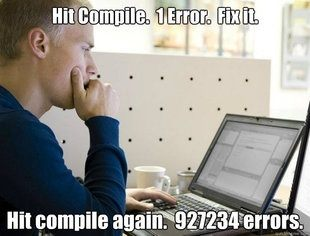 Hit Compile. 1 Error. Fix it.
Hit compile again. 927234 errors.